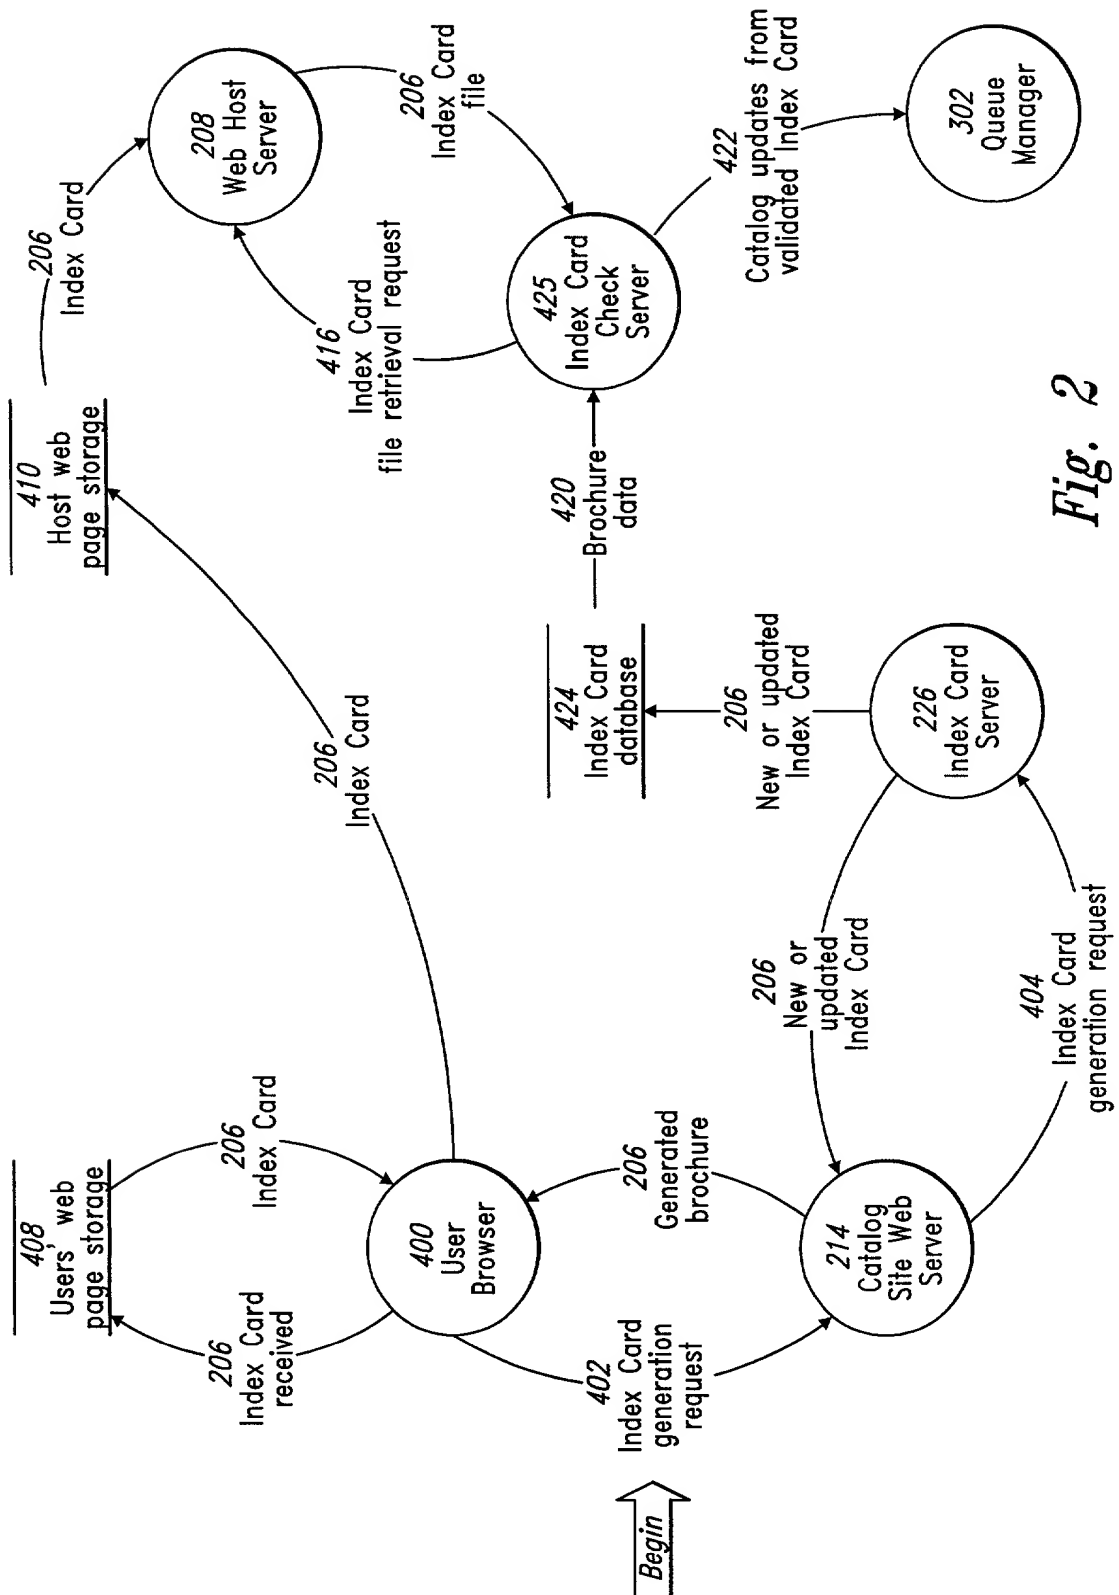 Begin
408
Users' web
page storage
206
Index Card
received
206
Index Card
400
User
Browser
402
Index Card
generation
request
206
Generated
brochure
214
Catalog
Site Web
Server
206
Index Card
206
New or
updated
Index Card
404
Index Card
generation request
226
Index Card
Server
206
New or updated
Index Card
424
Index Card
database
420
Brochure
data
410
Host web
page storage
206
Index Card
208
Web Host
Server
416
Index Card
file retrieval request
206
Index Card
file
425
Index Card
Check
Server
422
Catalog updates from
validated Index Card
302
Queue
Manager
Fig. 2